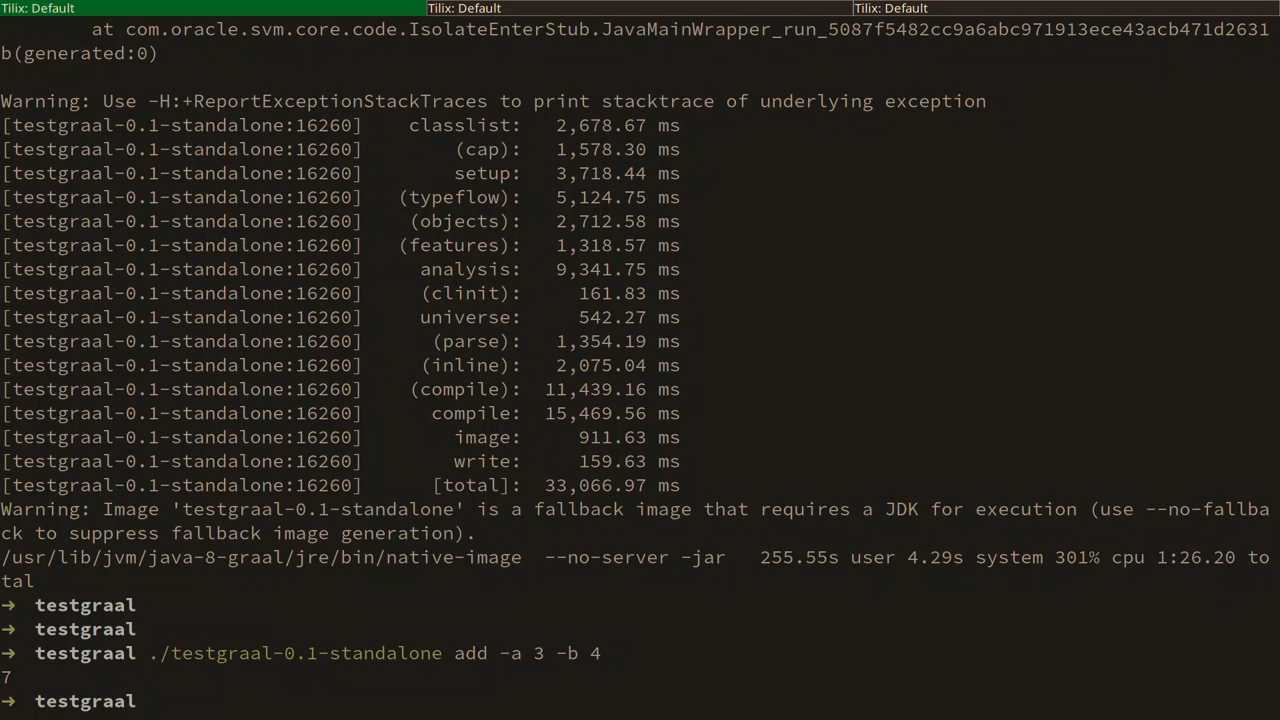 Tilix: Default Tilix: Default Tilix: Default
at com.oracle.svm.core.code.IsolateEnterStub.JavaMainWrapper_run_5087f5482cc9a6abc971913ece43acb471d2631
b(generated:0)
Warning: Use -H:+ReportExceptionStackTraces to print stacktrace of underlying exception
[testgraal-0.1-standalone:16260] classlist: 2,678.67 ms
[testgraal-0.1-standalone:16260] (cap): 1,578.30 ms
[testgraal-0.1-standalone:16260] setup: 3,718.44 ms
[testgraal-0.1-standalone:16260] (typeflow): 5,124.75 ms
[testgraal-0.1-standalone:16260] (objects): 2,712.58 ms
[testgraal-0.1-standalone:16260] (features): 1,318.57 ms
[testgraal-0.1-standalone:16260] analysis: 9,341.75 ms
[testgraal-0.1-standalone:16260] (clinit): 161.83 ms
[testgraal-0.1-standalone:16260] universe: 542.27 ms
[testgraal-0.1-standalone:16260] (parse): 1,354.19 ms
[testgraal-0.1-standalone:16260] (inline): 2,075.04 ms
[testgraal-0.1-standalone:16260] (compile): 11,439.16 ms
[testgraal-0.1-standalone:16260] compile: 15,469.56 ms
[testgraal-0.1-standalone:16260] image: 911.63 ms
[testgraal-0.1-standalone:16260] write: 159.63 ms
[testgraal-0.1-standalone:16260] [total]: 33,066.97 ms
Warning: Image 'testgraal-0.1-standalone' is a fallback image that requires a JDK for execution (use --no-fallba
ck to suppress fallback image generation).
/usr/lib/jvm/java-8-graal/jre/bin/native-image --no-server -jar 255.55s user 4.29s system 301% cpu 1:26.20 to
tal
➜ testgraal
➜ testgraal
➜ testgraal ./testgraal-0.1-standalone add -a 3 -b 4
7
➜ testgraal